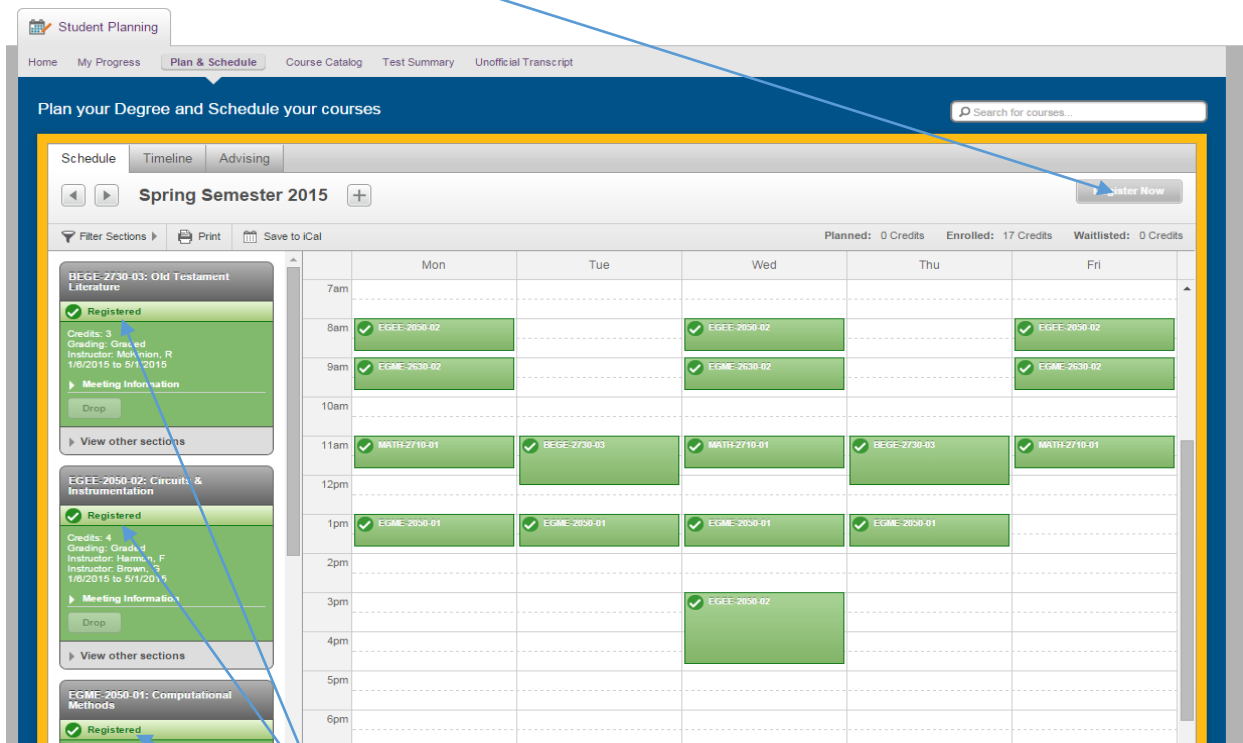 Student Planning
Home My Progress Plan & Schedule Course Catalog Test Summary Unofficial Transcript
Plan your Degree and Schedule your courses
Search for courses...
Schedule Timeline Advising
Spring Semester 2015 +
Register Now
Filter Sections Print Save to iCal
Planned: 0 Credits Enrolled: 17 Credits Waitlisted: 0 Credits
BEGE-2730-03: Old Testament
Literature
Registered
Credits: 3
Grading: Graded
Instructor: McKinion, R
1/6/2015 to 5/1/2015
Meeting Information
Drop
View other sections
EGEE-2050-02: Circuits &
Instrumentation
Registered
Credits: 4
Grading: Graded
Instructor: Harmon, F
Instructor: Brown, G
1/6/2015 to 5/1/2015
Meeting Information
Drop
View other sections
EGME-2050-01: Computational
Methods
Registered
Mon Tue Wed Thu Fri
7am
8am EGEE-2050-02 EGEE-2050-02 EGEE-2050-02
9am EGME-2630-02 EGME-2630-02 EGME-2630-02
10am
11am MATH-2710-01 BEGE-2730-03 MATH-2710-01 BEGE-2730-03 MATH-2710-01
12pm
1pm EGME-2050-01 EGME-2050-01 EGME-2050-01 EGME-2050-01
2pm
3pm EGEE-2050-02
4pm
5pm
6pm